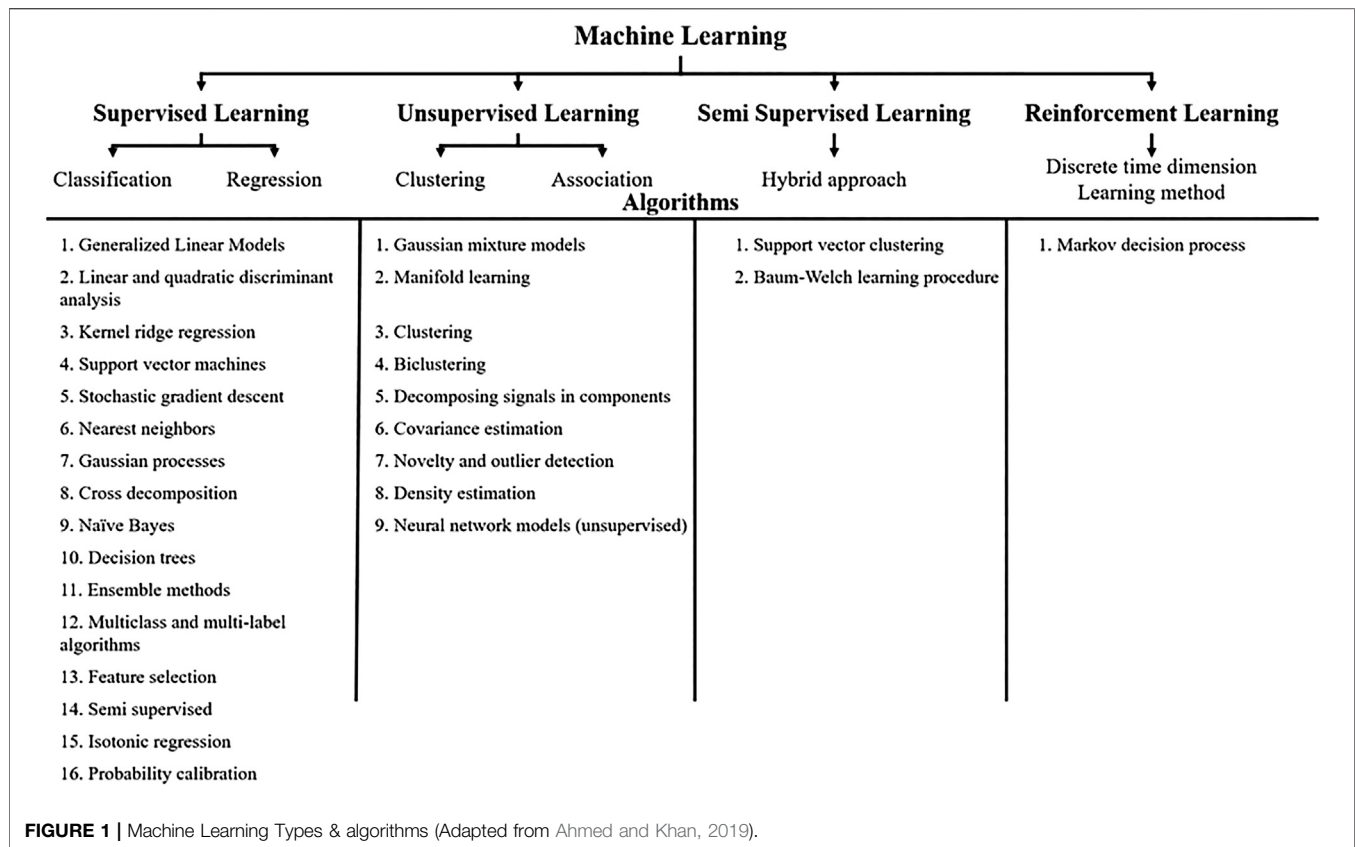 Machine Learning
Supervised Learning
Unsupervised Learning
Semi Supervised Learning
Reinforcement Learning
Classification
Regression
Clustering
Association
Hybrid approach
Discrete time dimension
Learning method
Algorithms
1. Generalized Linear Models
2. Linear and quadratic discriminant
analysis
3. Kernel ridge regression
4. Support vector machines
5. Stochastic gradient descent
6. Nearest neighbors
7. Gaussian processes
8. Cross decomposition
9. Naïve Bayes
10. Decision trees
11. Ensemble methods
12. Multiclass and multi-label
algorithms
13. Feature selection
14. Semi supervised
15. Isotonic regression
16. Probability calibration
1. Gaussian mixture models
2. Manifold learning
3. Clustering
4. Biclustering
5. Decomposing signals in components
6. Covariance estimation
7. Novelty and outlier detection
8. Density estimation
9. Neural network models (unsupervised)
1. Support vector clustering
2. Baum-Welch learning procedure
1. Markov decision process
FIGURE 1 | Machine Learning Types & algorithms (Adapted from Ahmed and Khan, 2019).